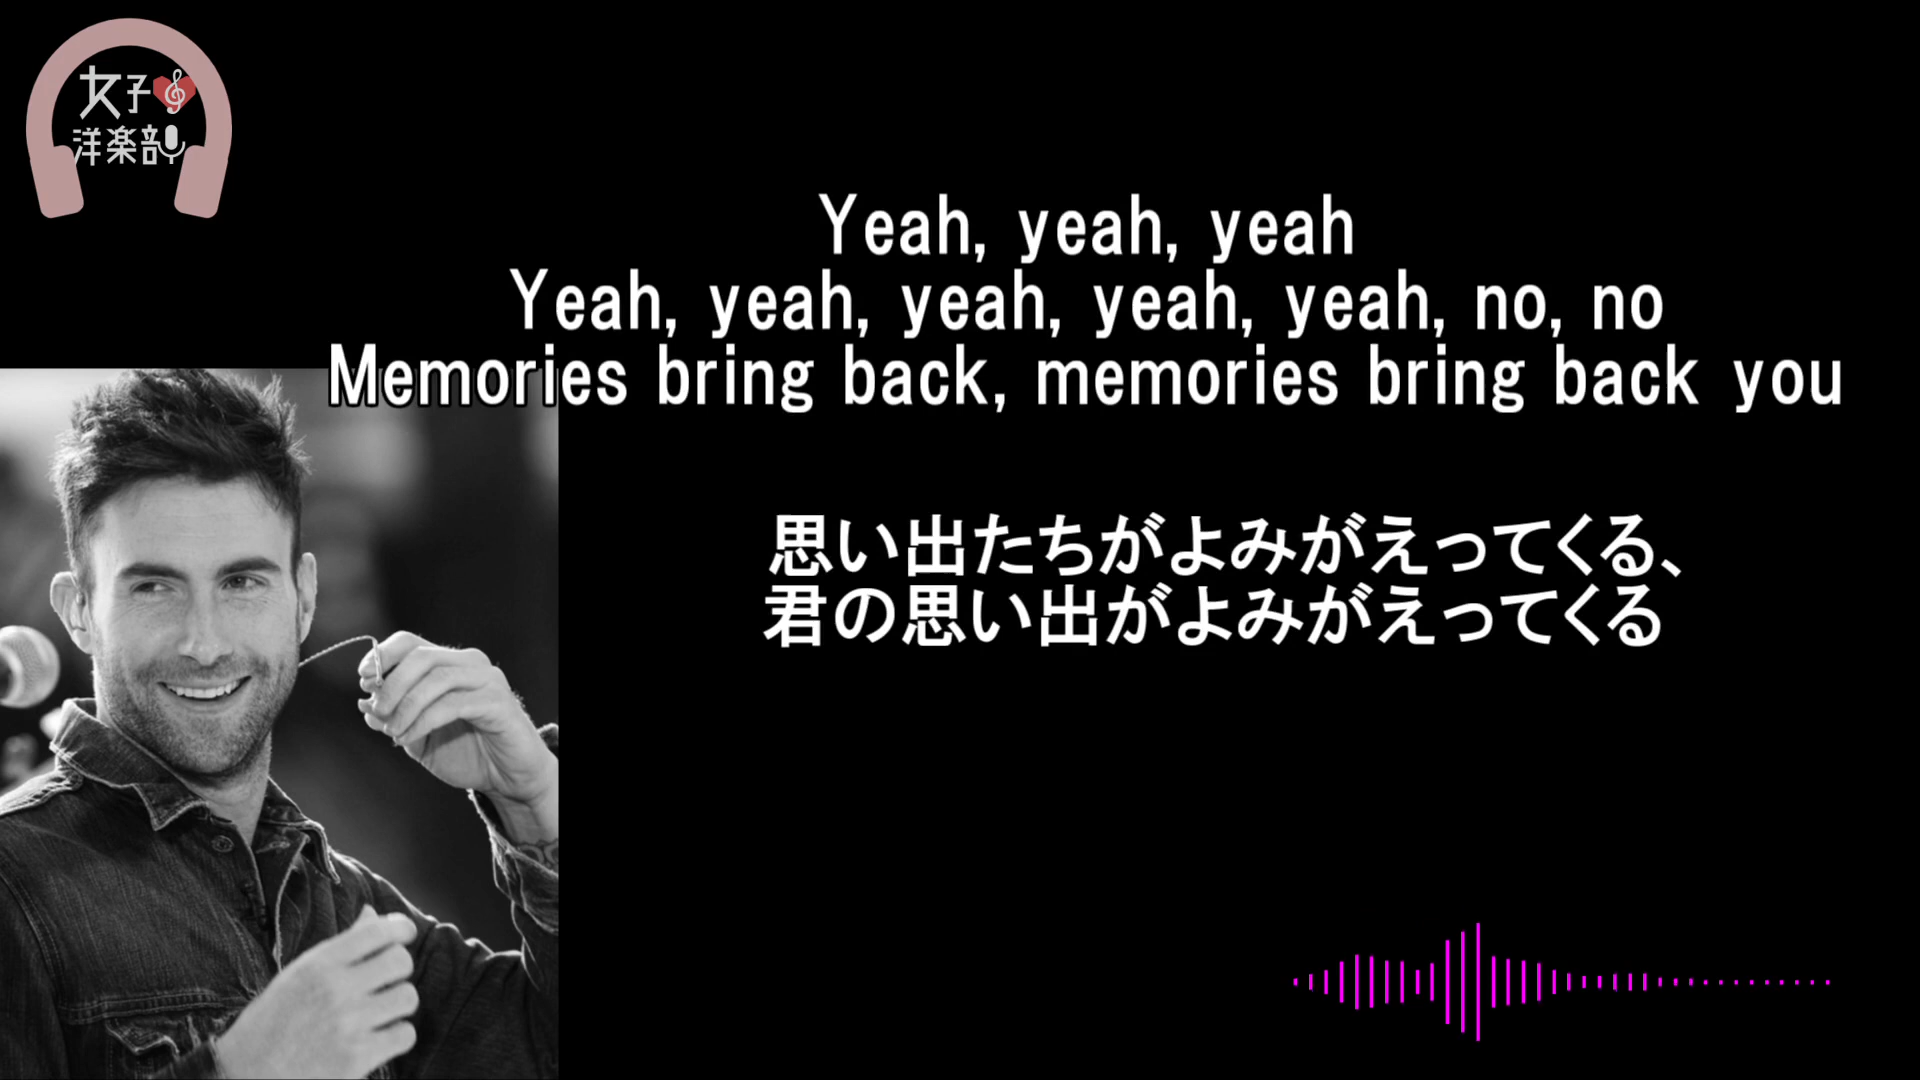 女子
洋楽部
Yeah, yeah, yeah
Yeah, yeah, yeah, yeah, yeah, no, no
Memories bring back, memories bring back you
思い出たちがよみがえってくる、
君の思い出がよみがえってくる